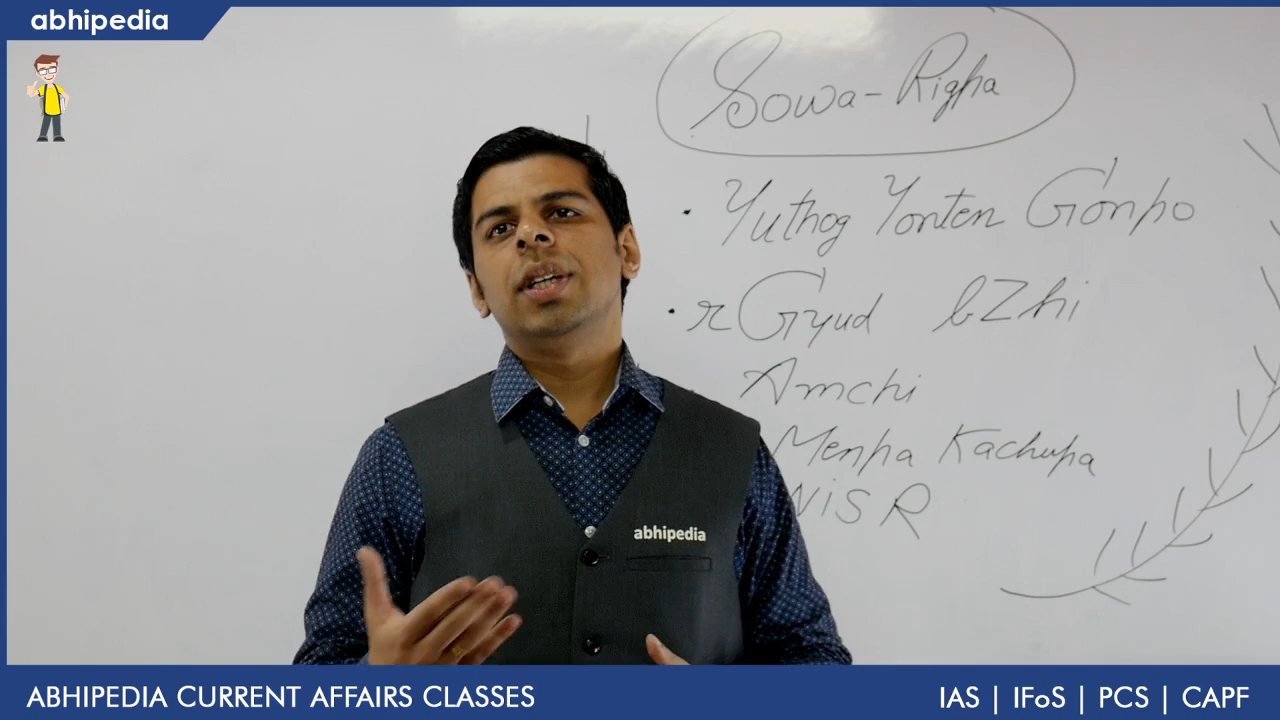 abhipedia
Sowa-Rigpa
• Yuthog Yonten Gonpo
• rGyud bZhi
Amchi
Menpa Kachupa
NISR
abhipedia
ABHIPEDIA CURRENT AFFAIRS CLASSES
IAS | IFoS | PCS | CAPF